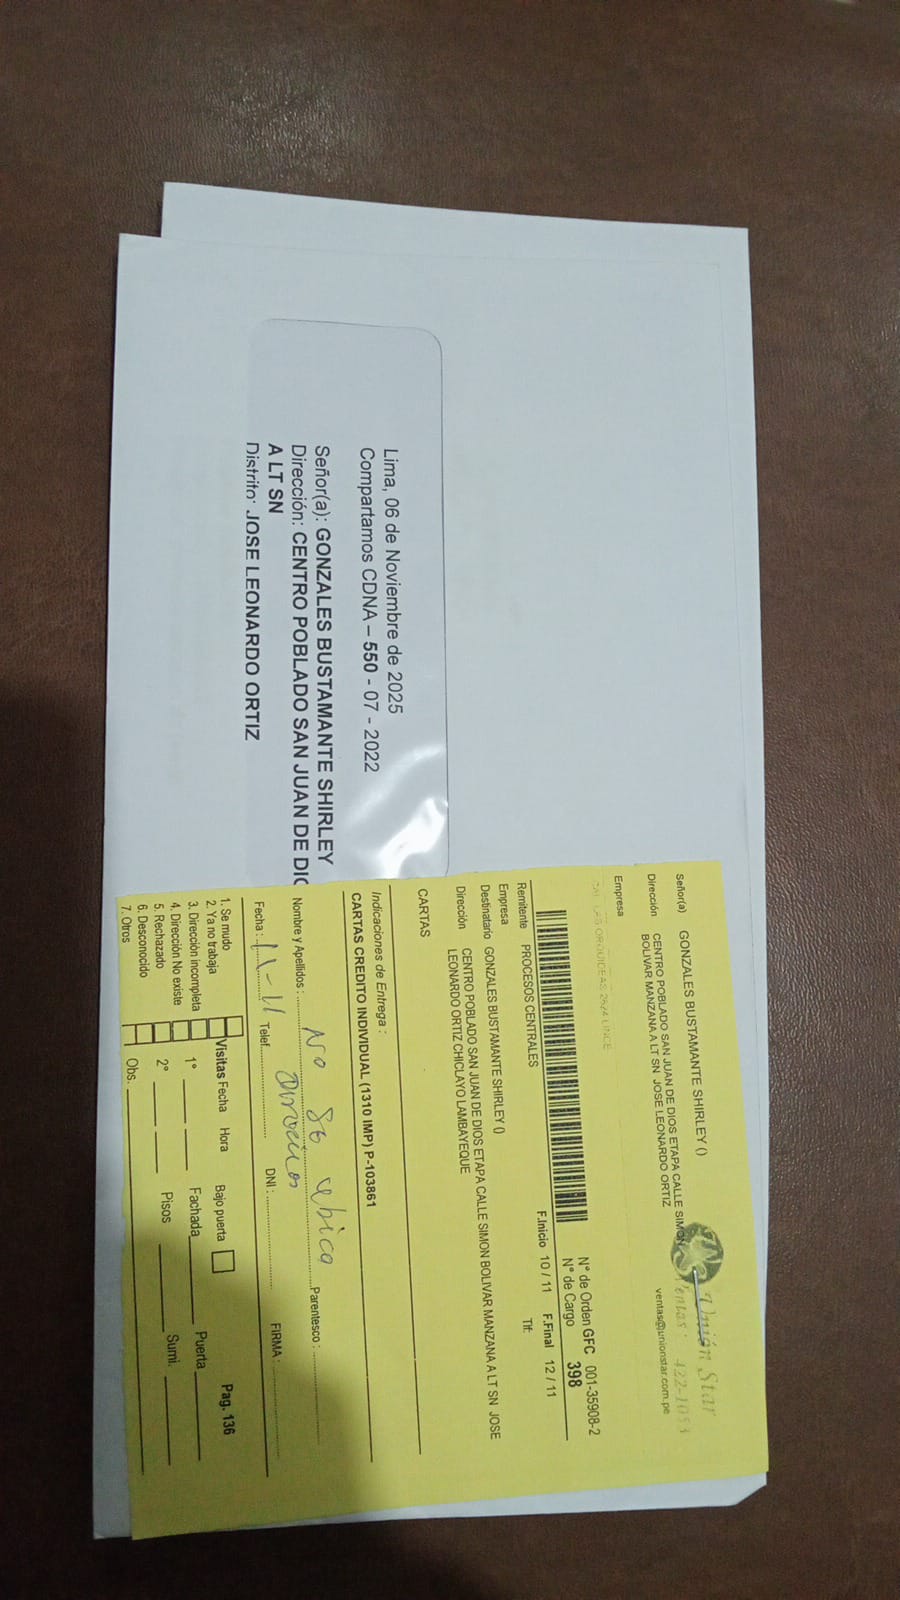 Lima, 06 de Noviembre de 2025
Compartamos CDNA – 550 - 07 - 2022
Señor(a): GONZALES BUSTAMANTE SHIRLEY
Dirección: CENTRO POBLADO SAN JUAN DE DIO
A LT SN
Distrito: JOSE LEONARDO ORTIZ
Unión Star
Ventas: 422-1053
ventas@unionstar.com.pe
Señor(a) GONZALES BUSTAMANTE SHIRLEY ()
Dirección CENTRO POBLADO SAN JUAN DE DIOS ETAPA CALLE SIMON
BOLIVAR MANZANA A LT SN JOSE LEONARDO ORTIZ
Empresa
ORQUIDEAS 2674 LINCE
N° de Orden GFC 001-35908-2
N° de Cargo 398
F.Inicio 10 / 11 F.Final 12 / 11
Remitente PROCESOS CENTRALES
Tlf:
Empresa
Destinatario GONZALES BUSTAMANTE SHIRLEY ()
Dirección CENTRO POBLADO SAN JUAN DE DIOS ETAPA CALLE SIMON BOLIVAR MANZANA A LT SN JOSE
LEONARDO ORTIZ CHICLAYO LAMBAYEQUE
CARTAS
Indicaciones de Entrega :
CARTAS CREDITO INDIVIDUAL (1310 IMP) P-103861
No se ubica
Nombre y Apellidos : Parentesco :
Fecha : 11-11 Telef. DNI : FIRMA :
1. Se mudo
2. Ya no trabaja
3. Dirección incompleta
4. Dirección No existe
5. Rechazado
6. Desconocido
7. Otros
Visitas Fecha Hora Bajo puerta Pag. 136
1° Fachada Puerta
2° Pisos Sumi.
Obs.